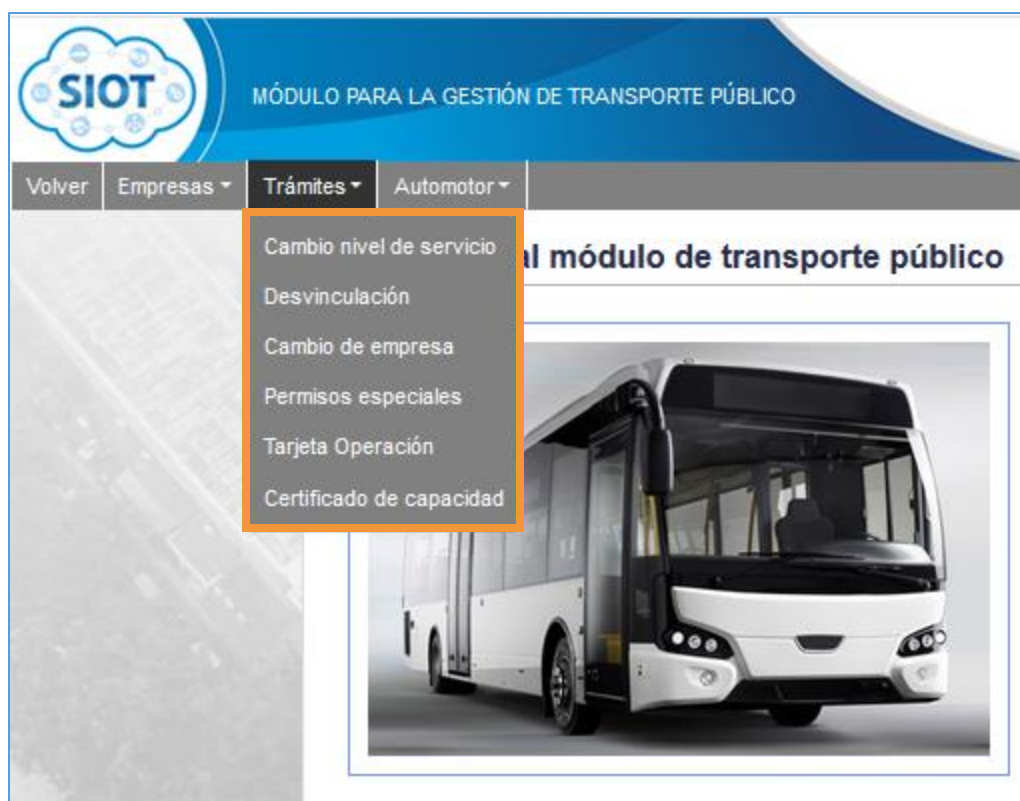 SIOT
MÓDULO PARA LA GESTIÓN DE TRANSPORTE PÚBLICO
Volver Empresas Trámites Automotor
al módulo de transporte público
Cambio nivel de servicio
Desvinculación
Cambio de empresa
Permisos especiales
Tarjeta Operación
Certificado de capacidad